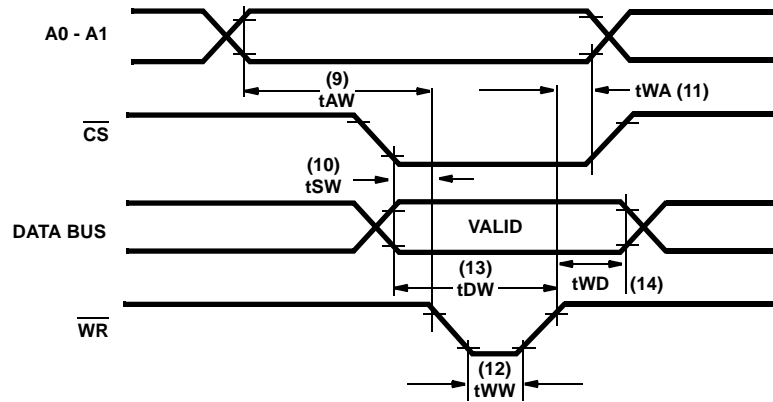 A0 - A1
(9)
tAW
tWA (11)
CS
(10)
tSW
DATA BUS
VALID
(13)
tDW
tWD
(14)
WR
(12)
tWW